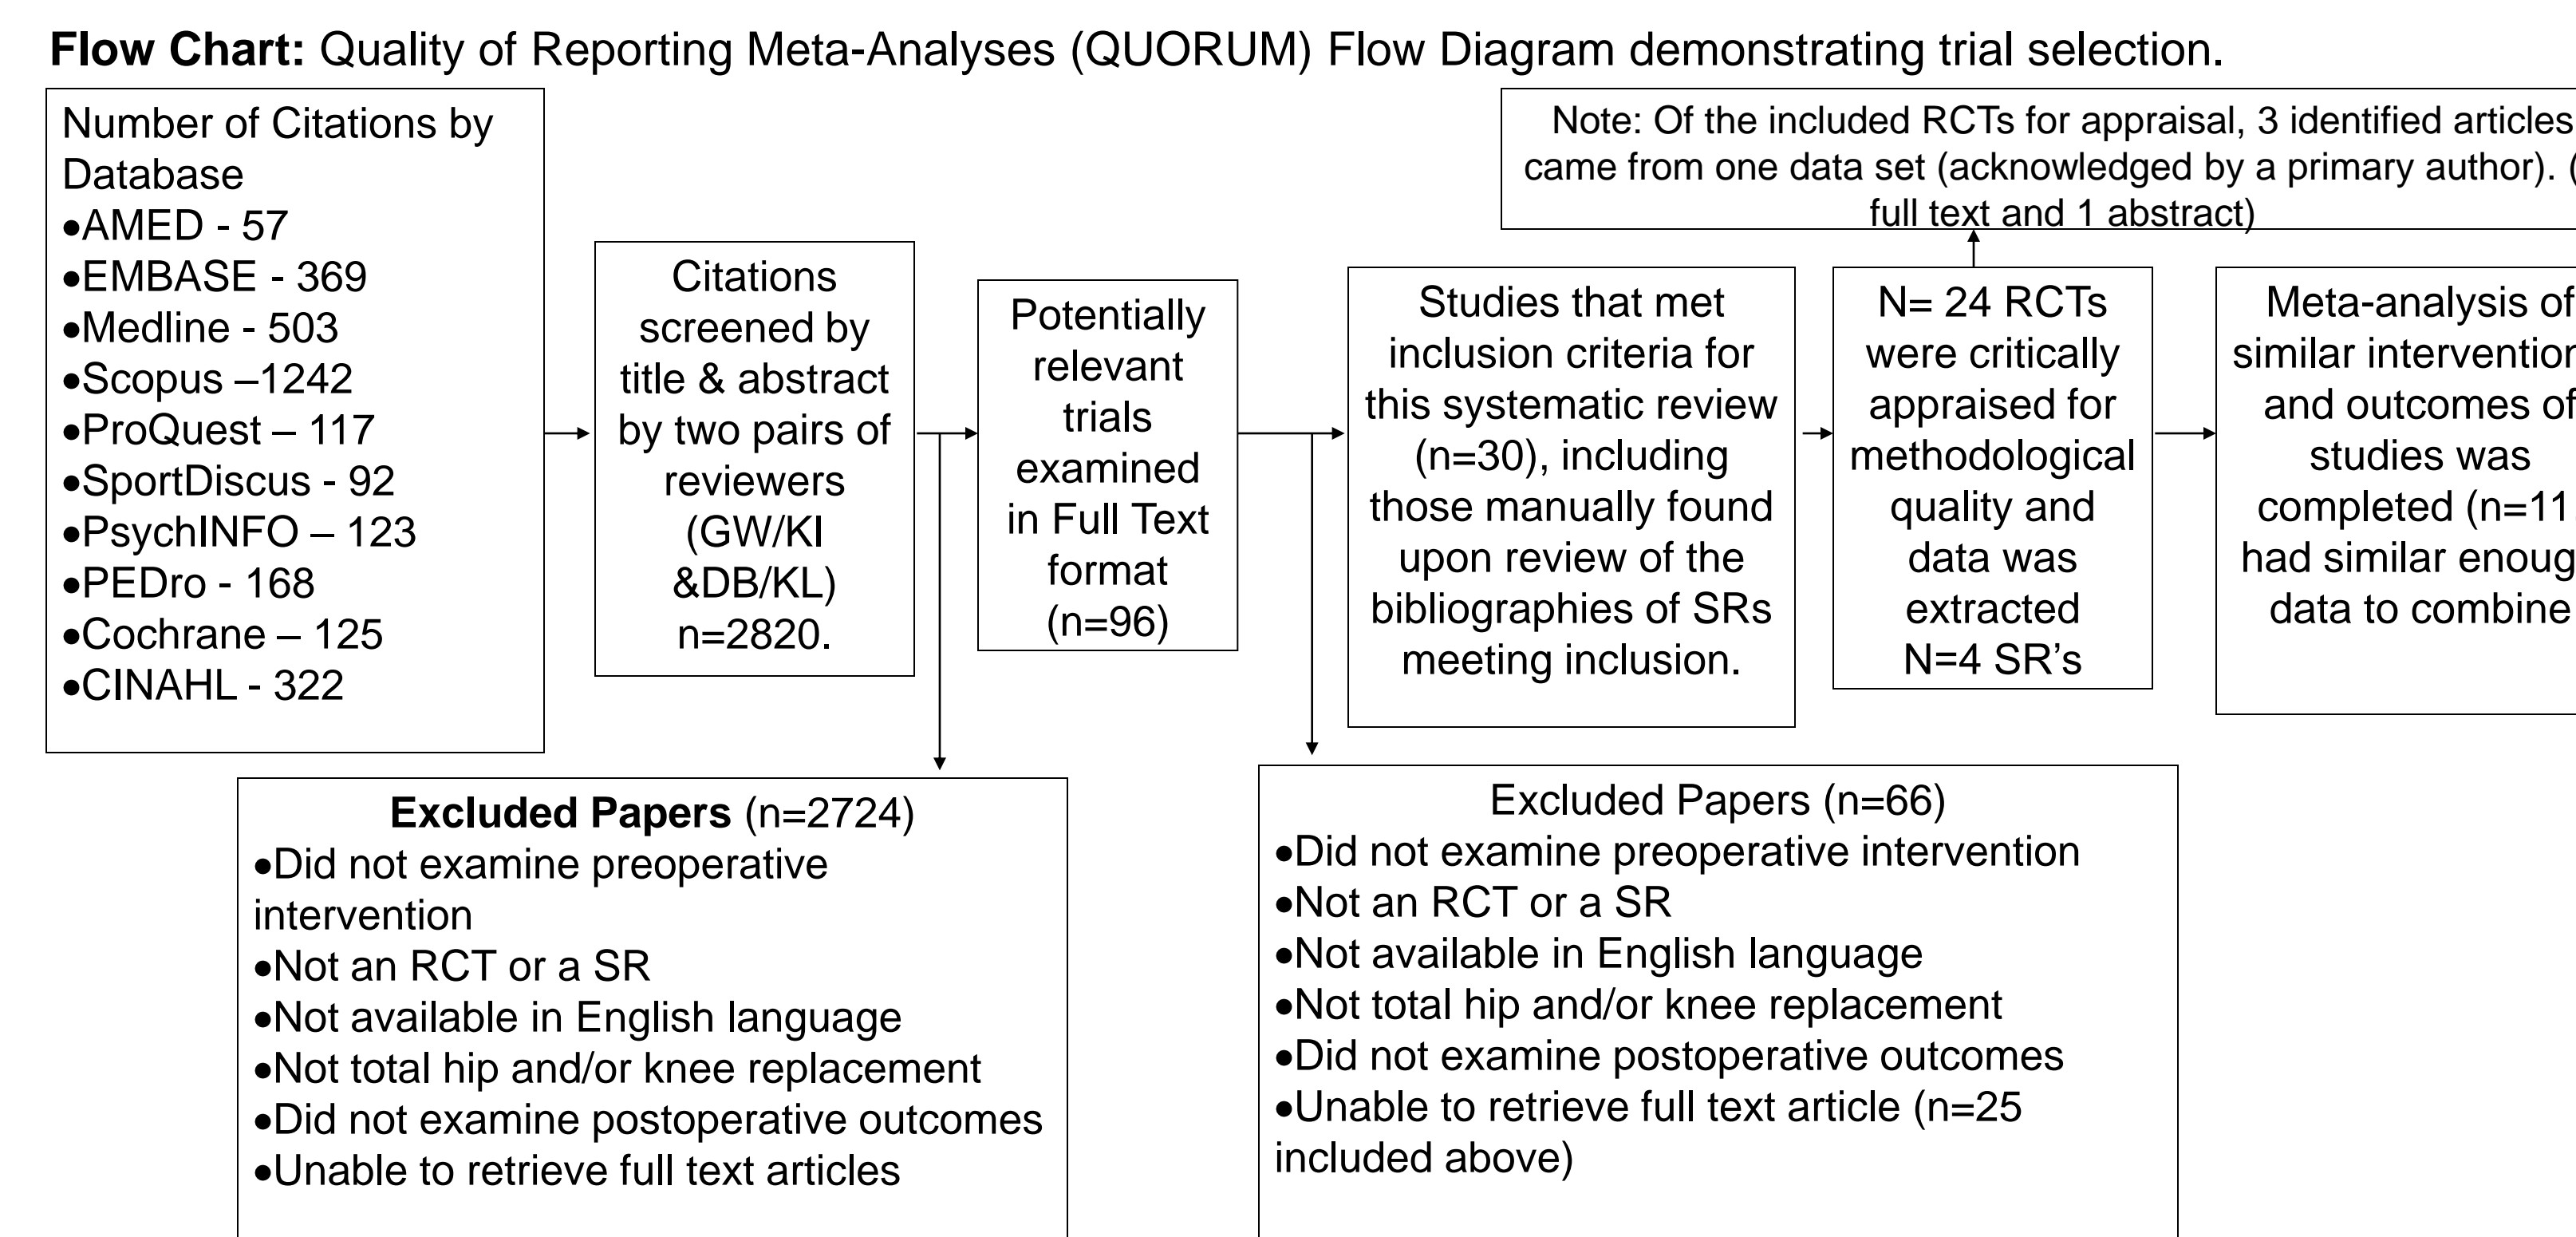 Flow Chart: Quality of Reporting Meta-Analyses (QUORUM) Flow Diagram demonstrating trial selection.
Number of Citations by
Database
•AMED - 57
•EMBASE - 369
•Medline - 503
•Scopus –1242
•ProQuest – 117
•SportDiscus - 92
•PsychINFO – 123
•PEDro - 168
•Cochrane – 125
•CINAHL - 322
Citations
screened by
title & abstract
by two pairs of
reviewers
(GW/KI
&DB/KL)
n=2820.
Potentially
relevant
trials
examined
in Full Text
format
(n=96)
Studies that met
inclusion criteria for
this systematic review
(n=30), including
those manually found
upon review of the
bibliographies of SRs
meeting inclusion.
Note: Of the included RCTs for appraisal, 3 identified articles
came from one data set (acknowledged by a primary author). (
full text and 1 abstract)
N= 24 RCTs
were critically
appraised for
methodological
quality and
data was
extracted
N=4 SR’s
Meta-analysis of
similar intervention
and outcomes of
studies was
completed (n=11
had similar enoug
data to combine
Excluded Papers (n=2724)
•Did not examine preoperative
intervention
•Not an RCT or a SR
•Not available in English language
•Not total hip and/or knee replacement
•Did not examine postoperative outcomes
•Unable to retrieve full text articles
Excluded Papers (n=66)
•Did not examine preoperative intervention
•Not an RCT or a SR
•Not available in English language
•Not total hip and/or knee replacement
•Did not examine postoperative outcomes
•Unable to retrieve full text article (n=25
included above)